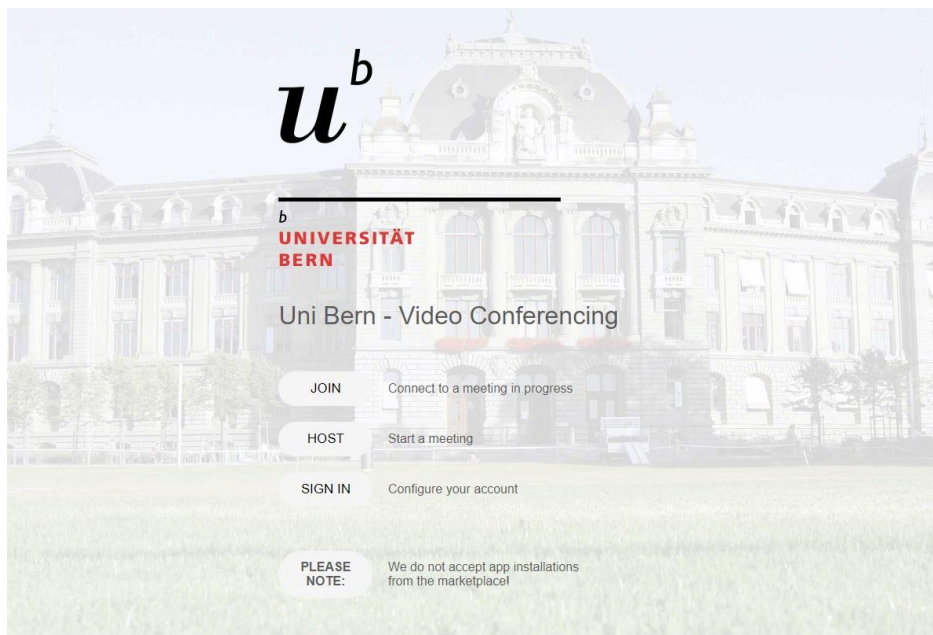 u b
b
UNIVERSITÄT
BERN
Uni Bern - Video Conferencing
JOIN Connect to a meeting in progress
HOST Start a meeting
SIGN IN Configure your account
PLEASE We do not accept app installations
NOTE: from the marketplace!